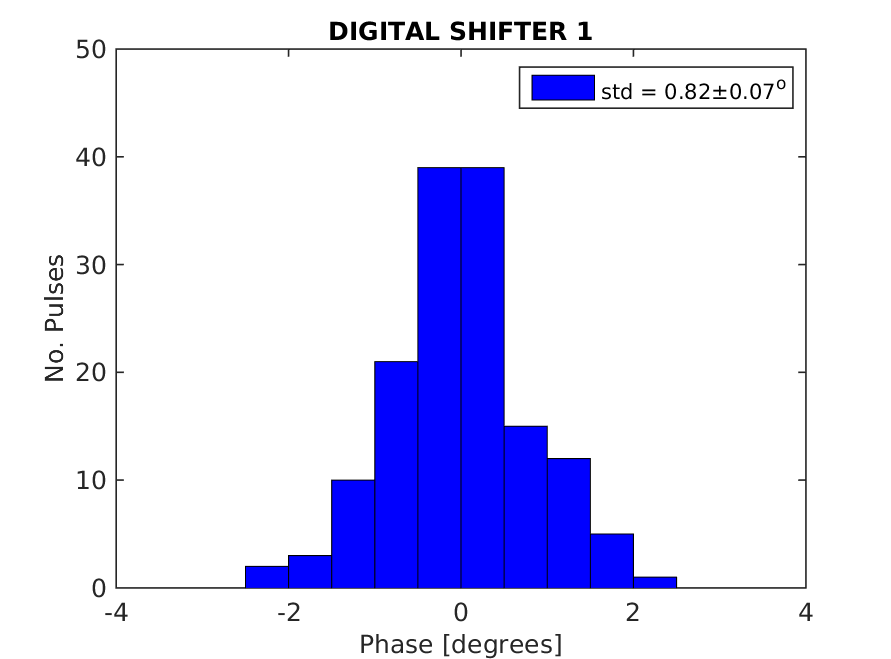 DIGITAL SHIFTER 1
std = 0.82±0.07º
50
40
30
20
10
0
No. Pulses
-4
-2
0
2
4
Phase [degrees]